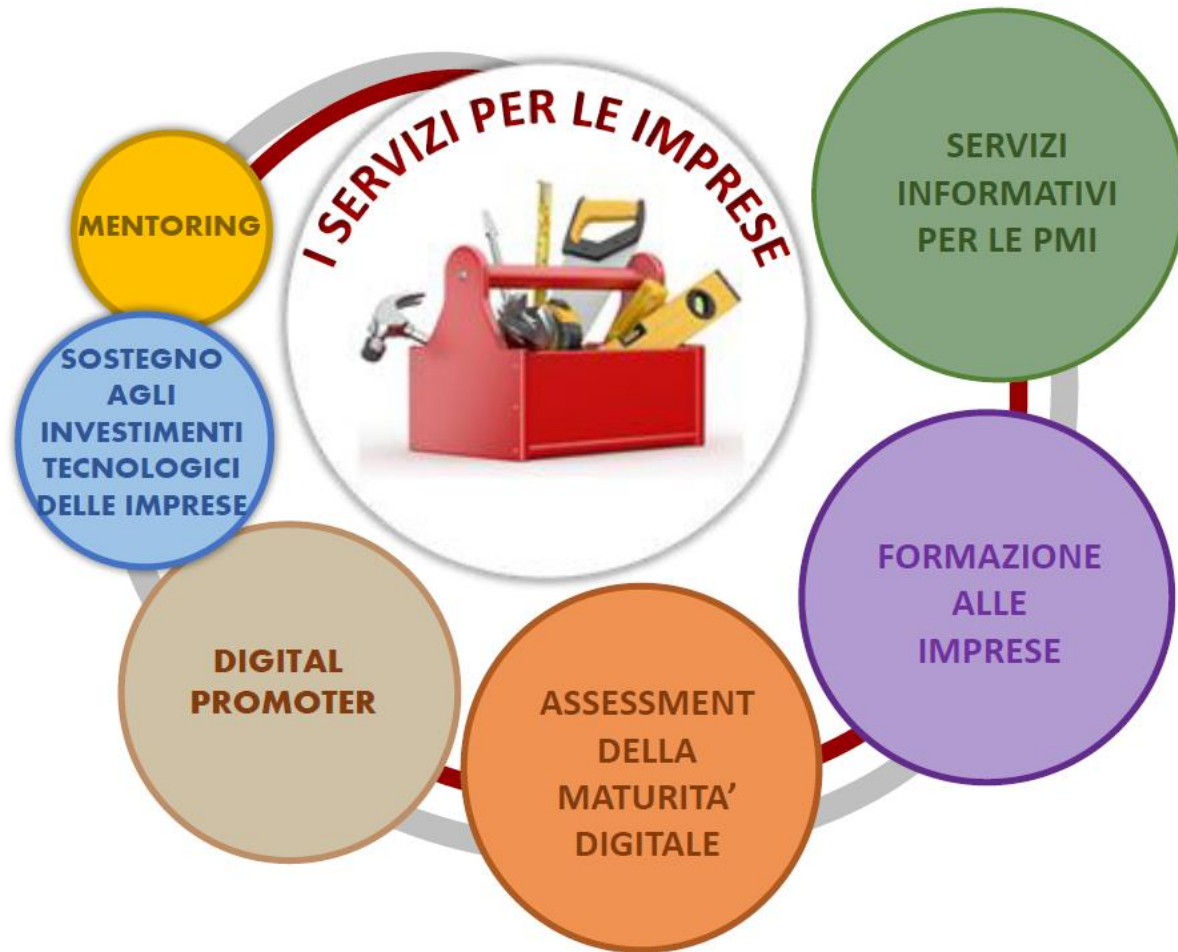 I SERVIZI PER LE IMPRESE
SERVIZI
INFORMATIVI
PER LE PMI
FORMAZIONE
ALLE
IMPRESE
ASSESSMENT
DELLA
MATURITA’
DIGITALE
DIGITAL
PROMOTER
SOSTEGNO
AGLI
INVESTIMENTI
TECNOLOGICI
DELLE IMPRESE
MENTORING